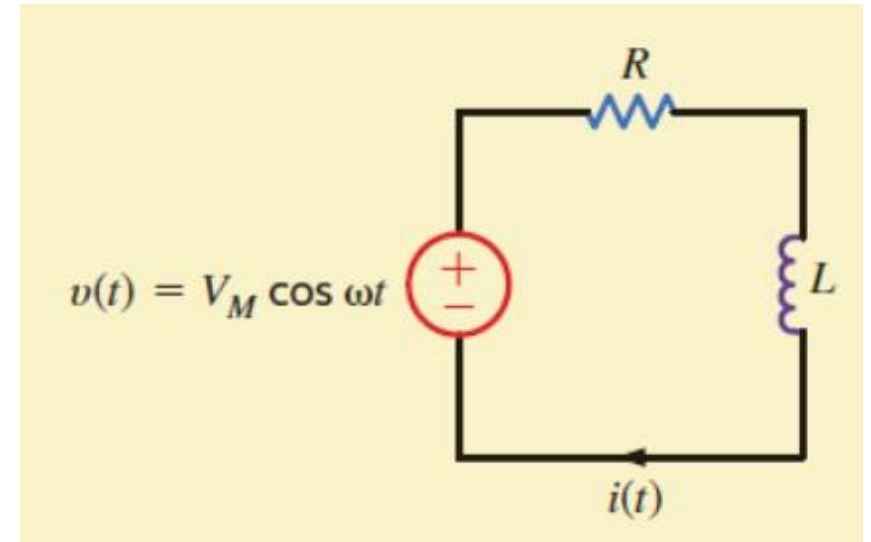 R
v(t) = V_M cos ωt
+
−
L
i(t)